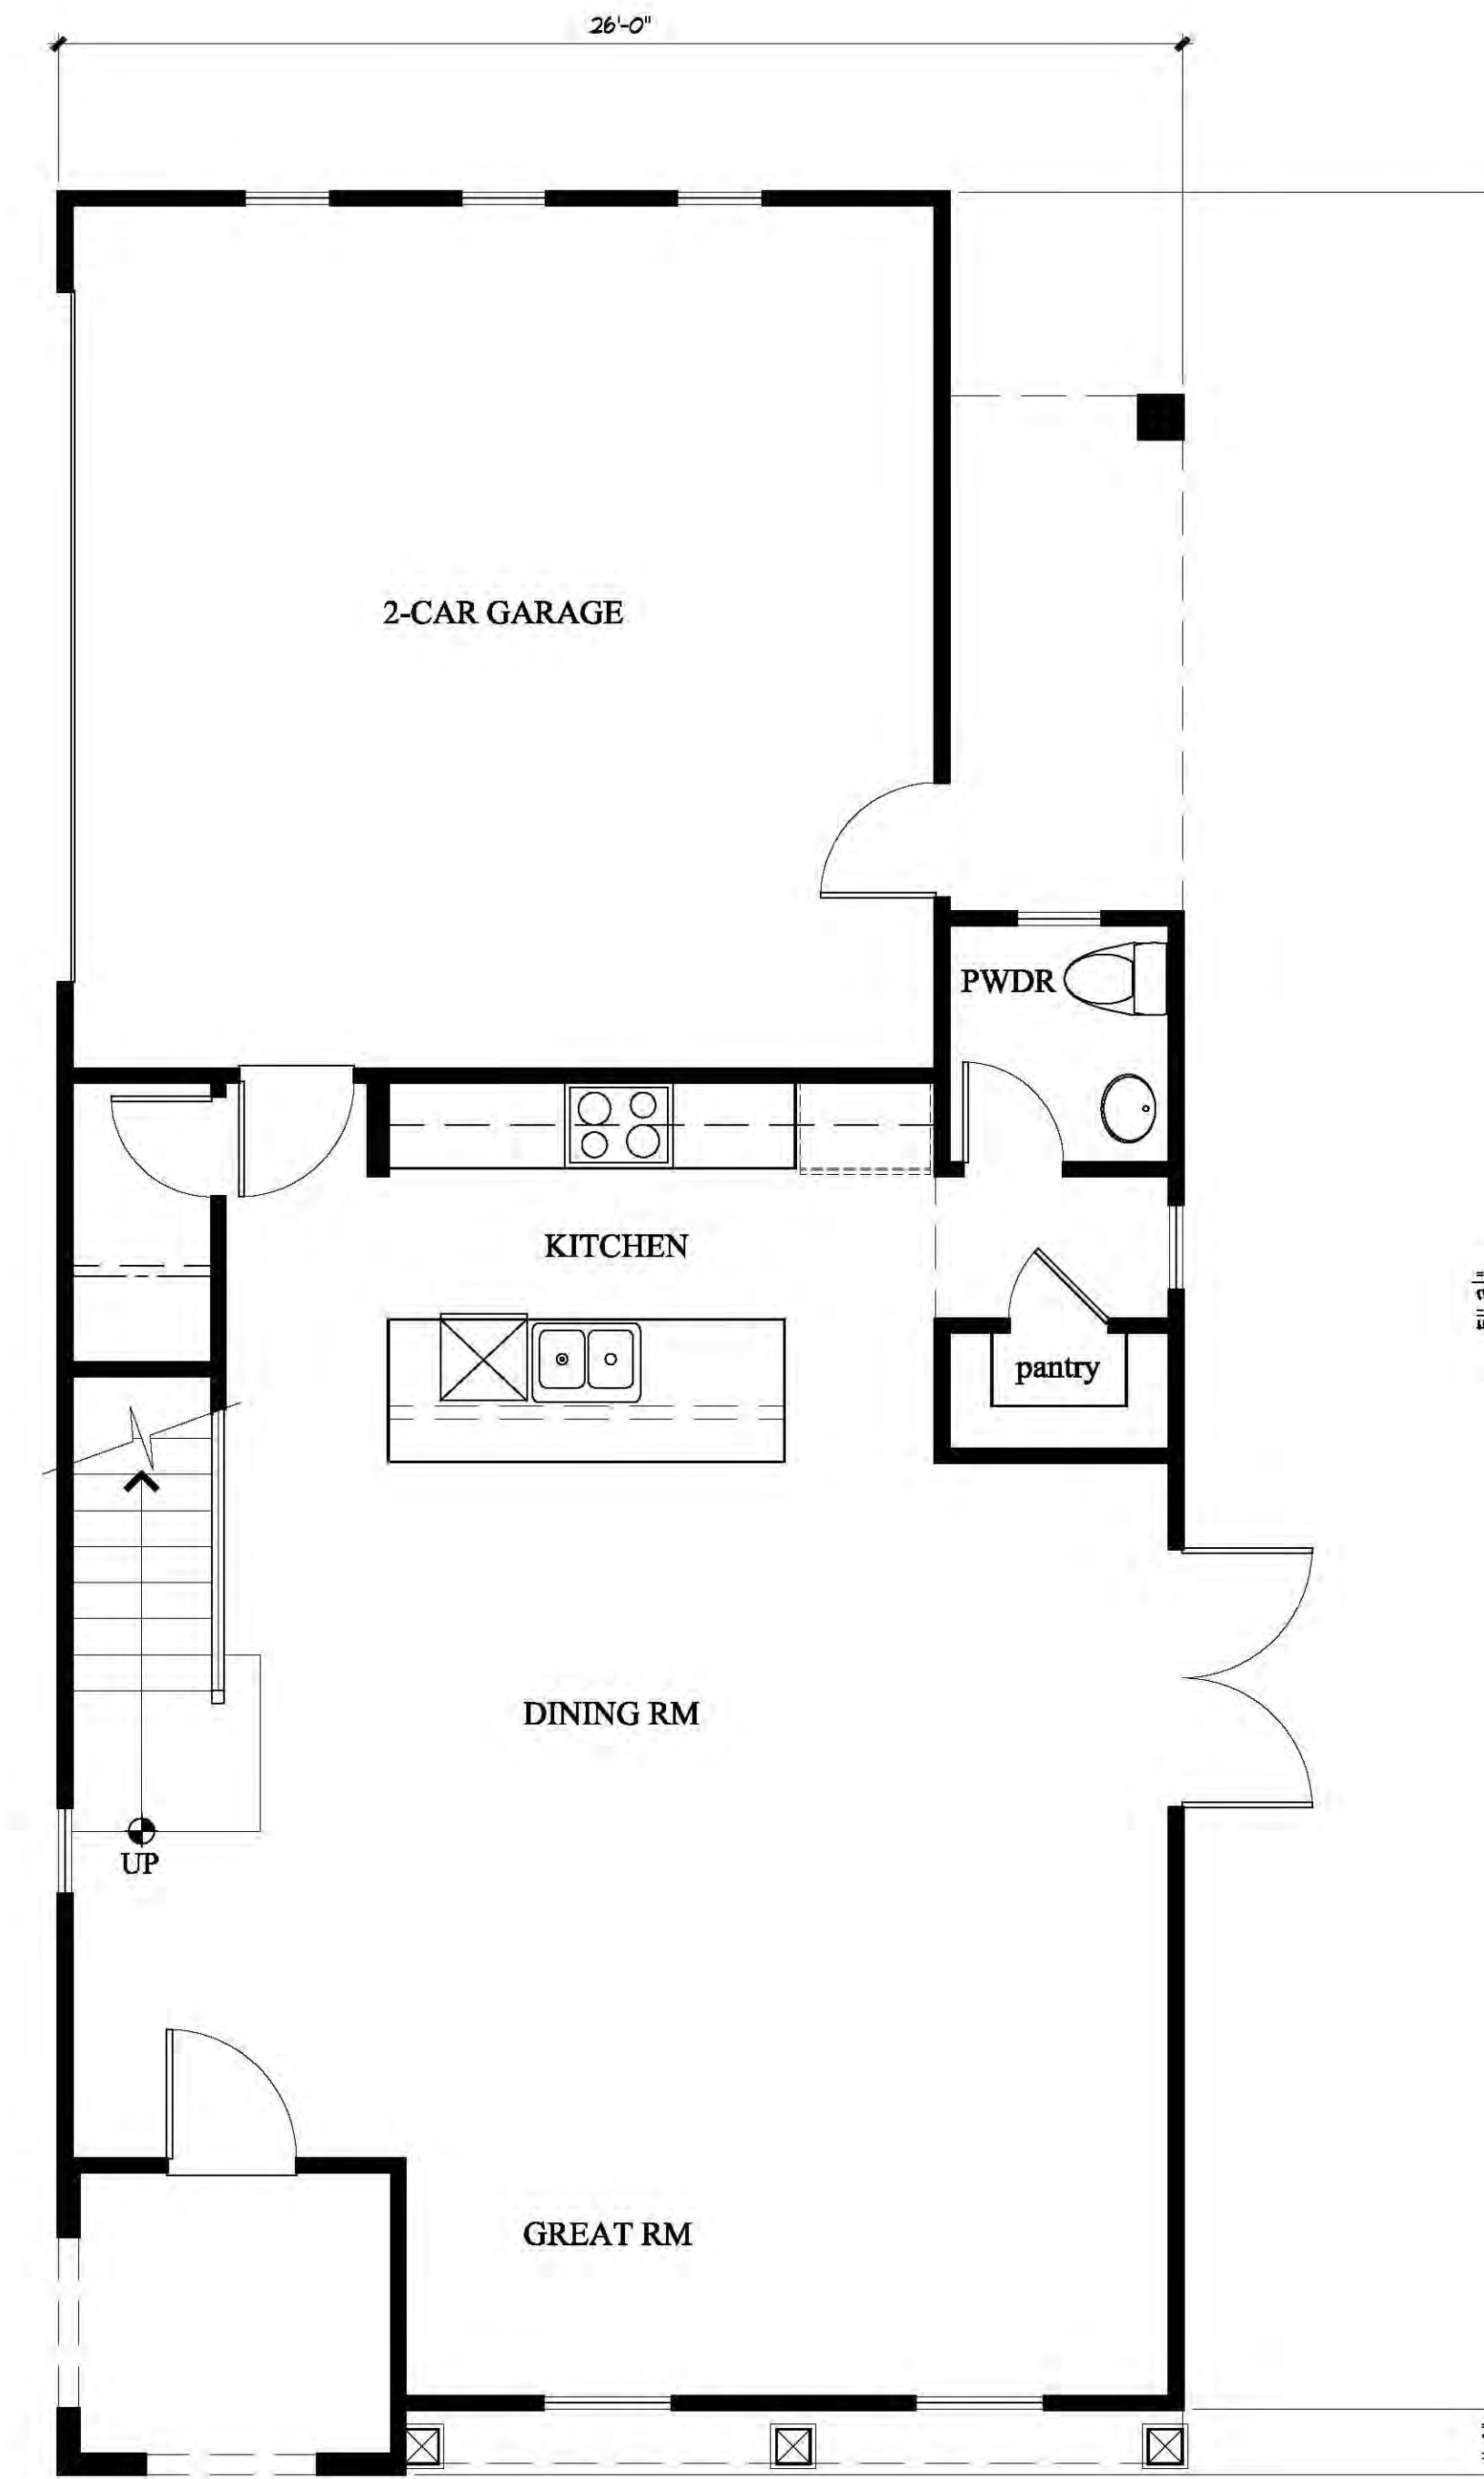 26'-0"
2-CAR GARAGE
PWDR
KITCHEN
pantry
DINING RM
UP
GREAT RM